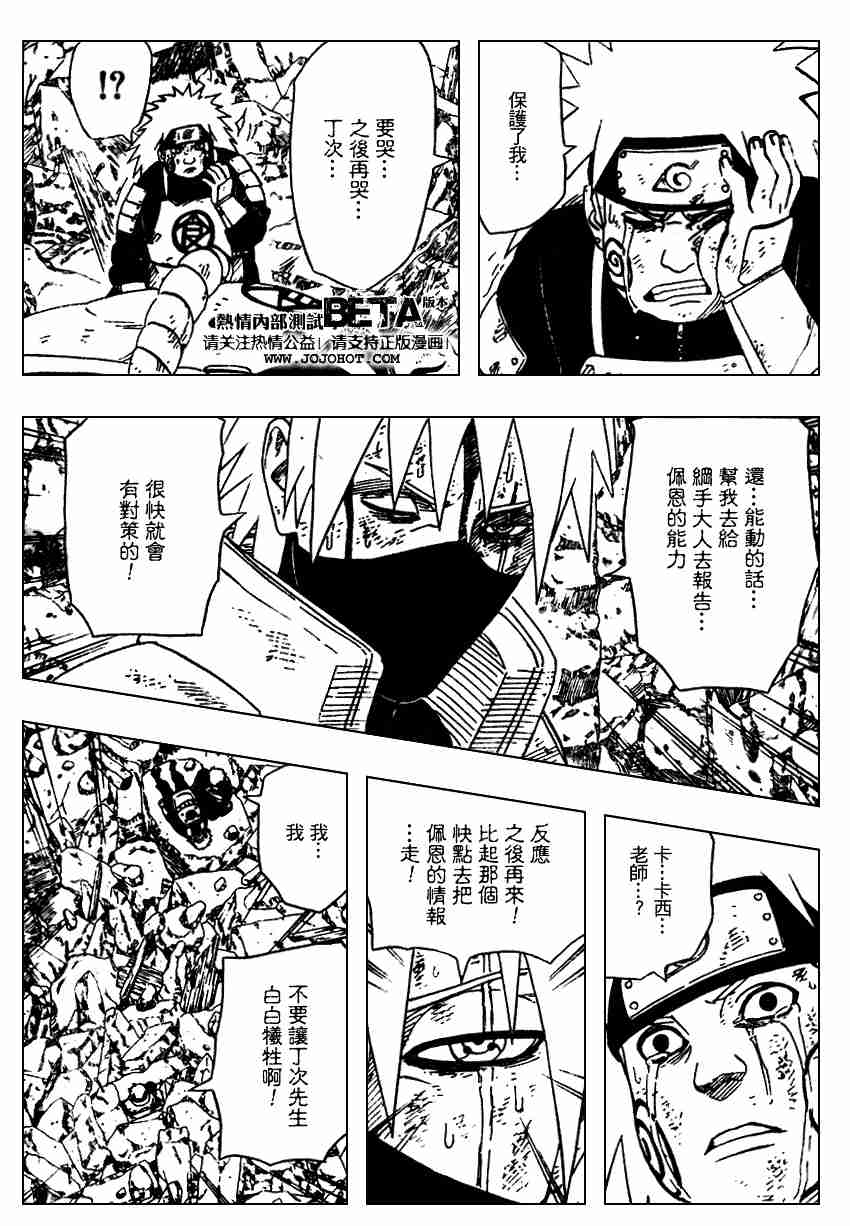 保護了我…
要哭…
之後再哭…
丁次…
!?
食
熱情內部測試
BETA版本
请关注热情公益! 请支持正版漫画!
WWW.JOJOHOT.COM
還…能動的話…
幫我去給
綱手大人去報告…
佩恩的能力
很快就會
有對策的！
卡…卡西…
老師…?
反應
之後再來！
比起那個
快點去把
佩恩的情報
…走！
我…
我
不要讓丁次先生
白白犧牲啊！